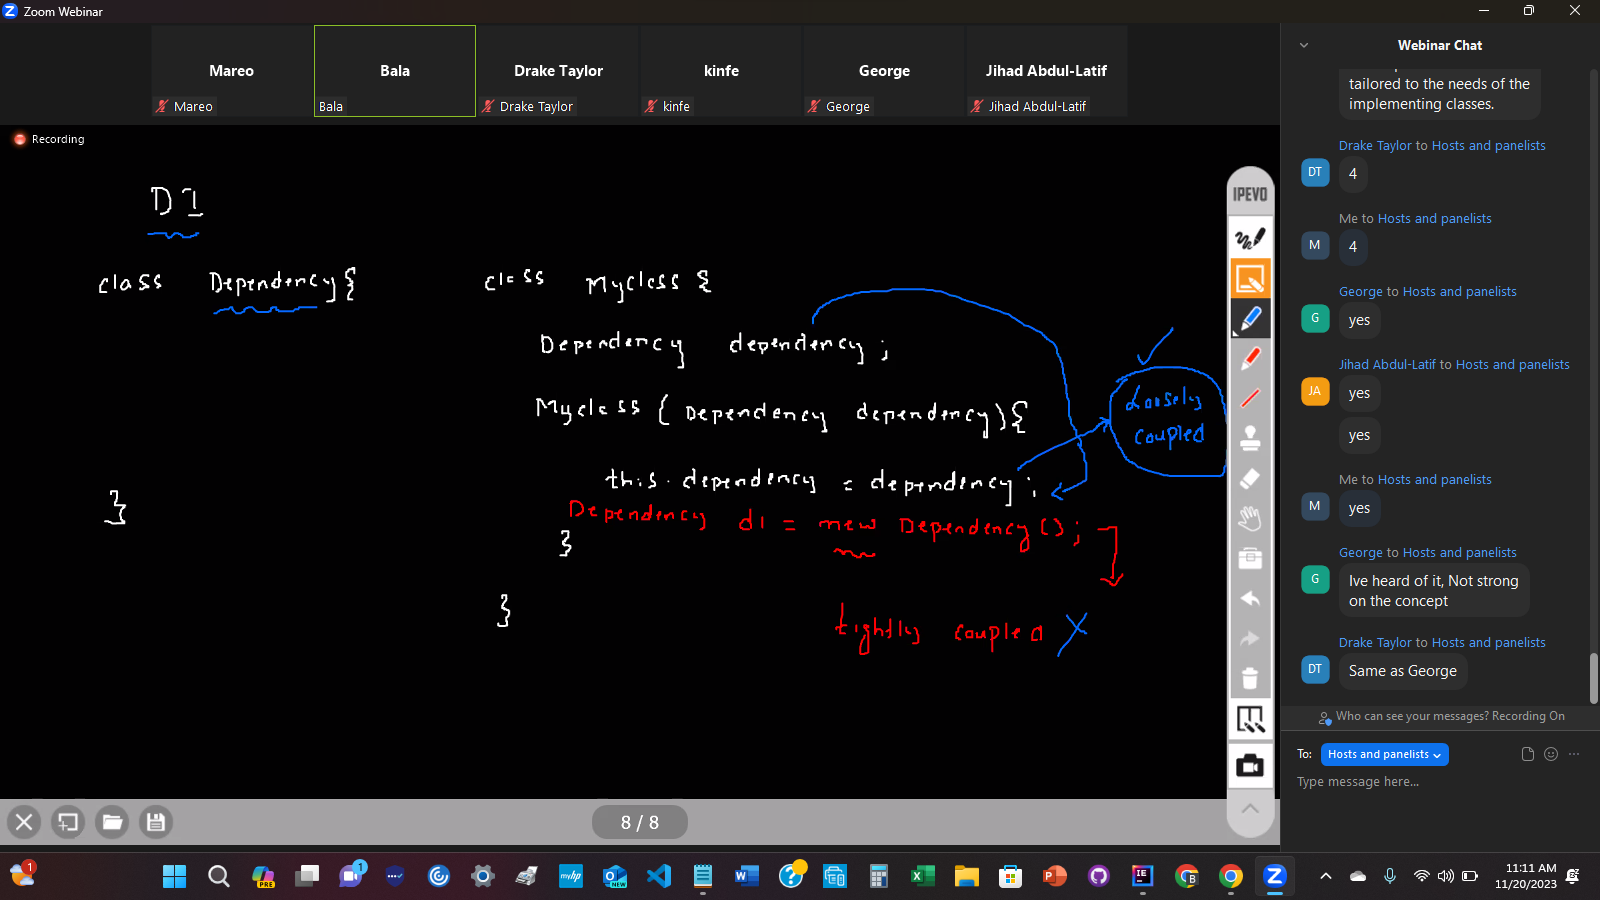 Zoom Webinar
Mareo
Bala
Drake Taylor
kinfe
George
Jihad Abdul-Latif
Mareo
Bala
Drake Taylor
kinfe
George
Jihad Abdul-Latif
Recording
DI
class Dependency{
}
class Myclass {
Dependency dependency;
Myclass (Dependency dependency){
this.dependency = dependency;
Dependency d1 = new Dependency();
}
}
tightly coupled X
Loosely
coupled
IPEVO
8 / 8
Webinar Chat
tailored to the needs of the
implementing classes.
Drake Taylor to Hosts and panelists
DT
4
Me to Hosts and panelists
M
4
George to Hosts and panelists
G
yes
Jihad Abdul-Latif to Hosts and panelists
JA
yes
yes
Me to Hosts and panelists
M
yes
George to Hosts and panelists
G
Ive heard of it, Not strong
on the concept
Drake Taylor to Hosts and panelists
DT
Same as George
Who can see your messages? Recording On
To: Hosts and panelists
Type message here...
1
PRE
1
myhp
NEW
IE
B
11:11 AM
11/20/2023